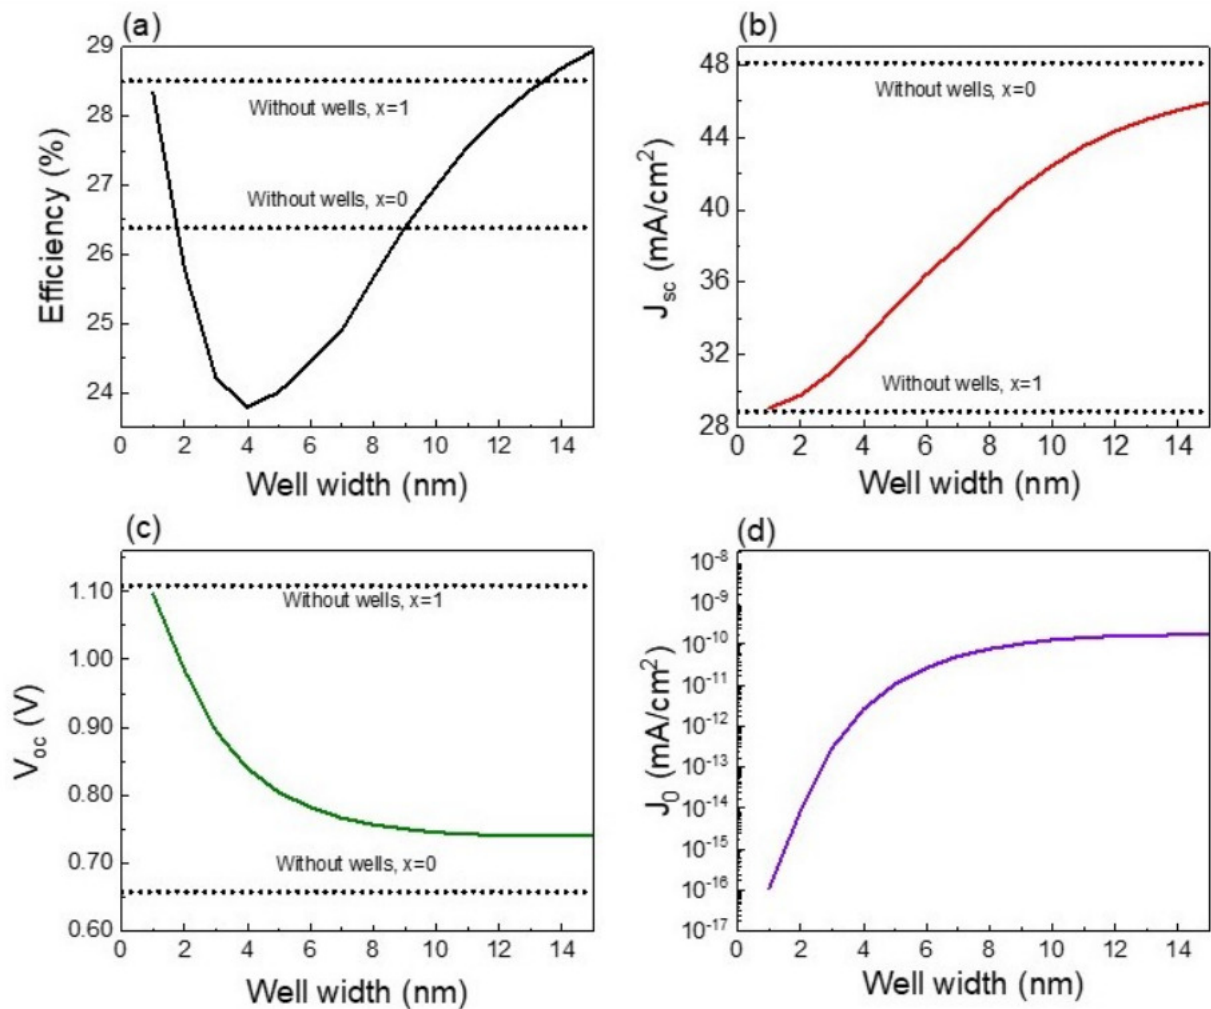 (a)
29
28
27
26
25
24
Efficiency (%)
Without wells, x=1
Without wells, x=0
0 2 4 6 8 10 12 14
Well width (nm)
(b)
48
44
40
36
32
28
J_sc (mA/cm²)
Without wells, x=0
Without wells, x=1
0 2 4 6 8 10 12 14
Well width (nm)
(c)
1.10
1.00
0.90
0.80
0.70
0.60
V_oc (V)
Without wells, x=1
Without wells, x=0
0 2 4 6 8 10 12 14
Well width (nm)
(d)
10⁻⁸
10⁻⁹
10⁻¹⁰
10⁻¹¹
10⁻¹²
10⁻¹³
10⁻¹⁴
10⁻¹⁵
10⁻¹⁶
10⁻¹⁷
J₀ (mA/cm²)
0 2 4 6 8 10 12 14
Well width (nm)